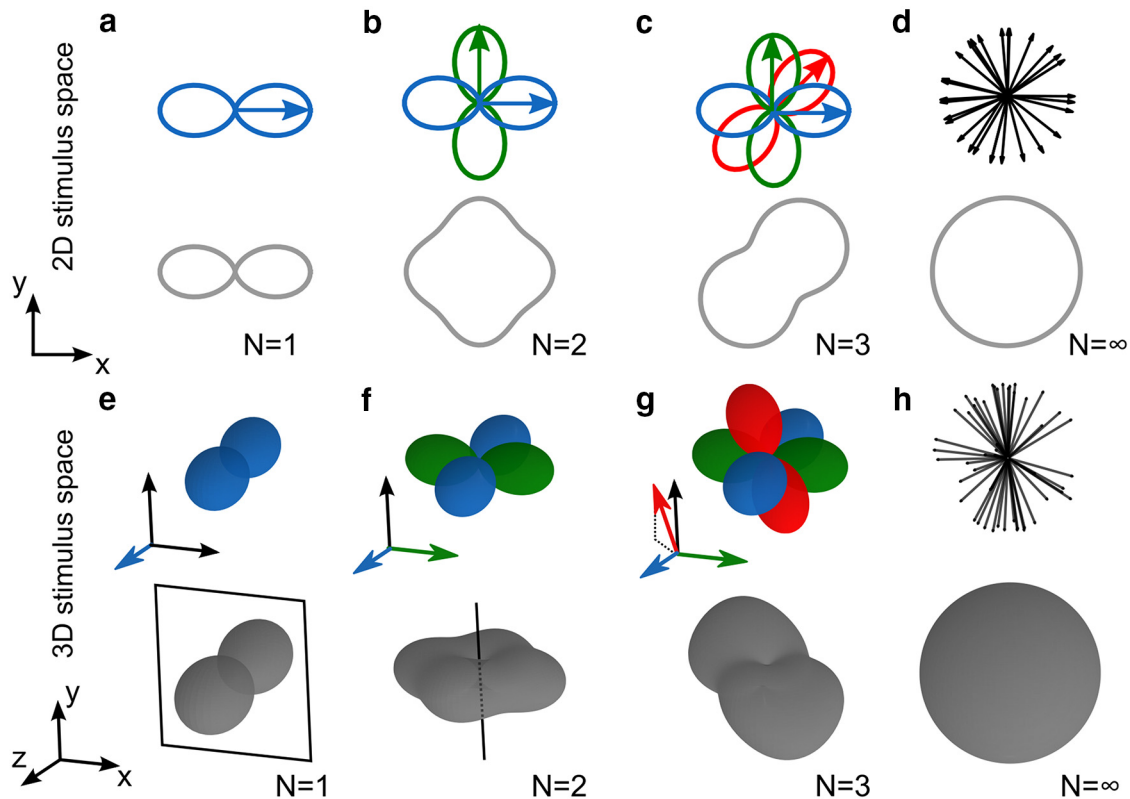 a b c d
2D stimulus space
y
x
N=1 N=2 N=3 N=∞
e f g h
3D stimulus space
y
z x
N=1 N=2 N=3 N=∞